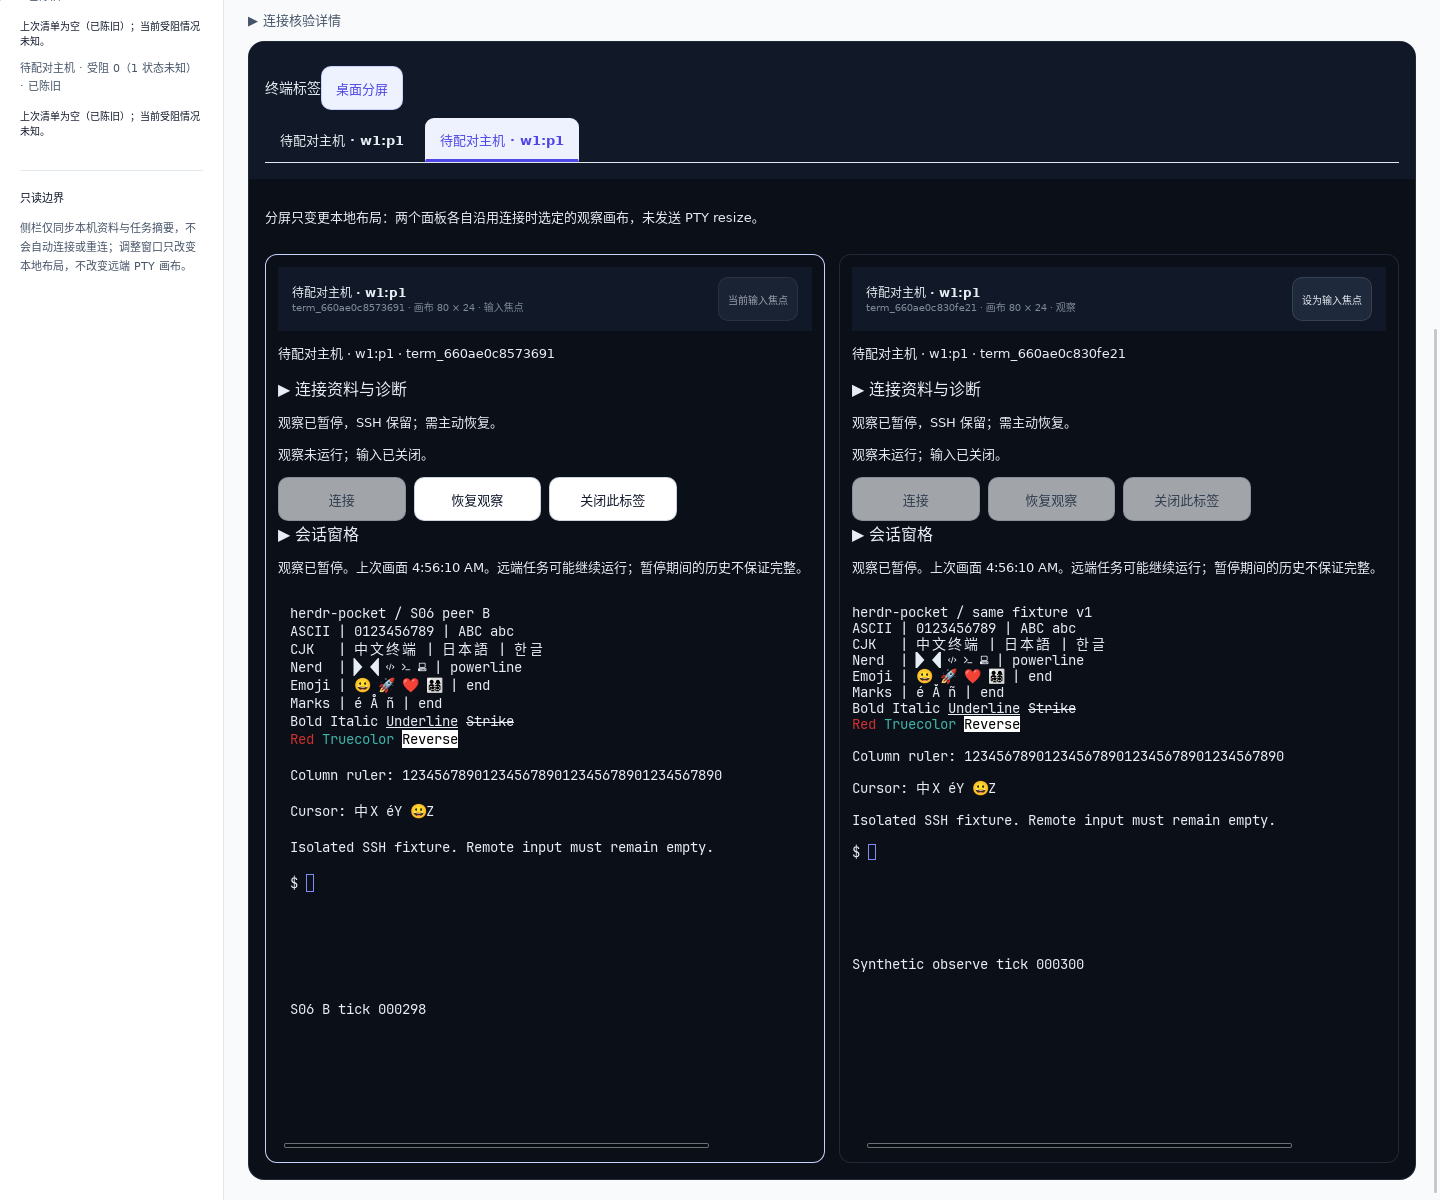 上次清单为空（已陈旧）；当前受阻情况
未知。
待配对主机 · 受阻 0（1 状态未知）
· 已陈旧
上次清单为空（已陈旧）；当前受阻情况
未知。
只读边界
侧栏仅同步本机资料与任务摘要，不
会自动连接或重连；调整窗口只改变
本地布局，不改变远端 PTY 画布。
▶ 连接核验详情
终端标签 桌面分屏
待配对主机 · w1:p1 待配对主机 · w1:p1
分屏只变更本地布局：两个面板各自沿用连接时选定的观察画布，未发送 PTY resize。
待配对主机 · w1:p1
term_660ae0c8573691 · 画布 80 × 24 · 输入焦点
当前输入焦点
待配对主机 · w1:p1 · term_660ae0c8573691
▶ 连接资料与诊断
观察已暂停，SSH 保留；需主动恢复。
观察未运行；输入已关闭。
连接 恢复观察 关闭此标签
▶ 会话窗格
观察已暂停。上次画面 4:56:10 AM。远端任务可能继续运行；暂停期间的历史不保证完整。
herdr-pocket / S06 peer B
ASCII | 0123456789 | ABC abc
CJK | 中文终端 | 日本語 | 한글
Nerd | | powerline
Emoji | 😀 🚀 ❤️ 👨‍👩‍👧‍👦 | end
Marks | é Å ñ | end
Bold Italic Underline Strike
Red Truecolor Reverse
Column ruler: 1234567890123456789012345678901234567890
Cursor: 中X éY 😀Z
Isolated SSH fixture. Remote input must remain empty.
$
S06 B tick 000298
待配对主机 · w1:p1
term_660ae0c830fe21 · 画布 80 × 24 · 观察
设为输入焦点
待配对主机 · w1:p1 · term_660ae0c830fe21
▶ 连接资料与诊断
观察已暂停，SSH 保留；需主动恢复。
观察未运行；输入已关闭。
连接 恢复观察 关闭此标签
▶ 会话窗格
观察已暂停。上次画面 4:56:10 AM。远端任务可能继续运行；暂停期间的历史不保证完整。
herdr-pocket / same fixture v1
ASCII | 0123456789 | ABC abc
CJK | 中文终端 | 日本語 | 한글
Nerd | | powerline
Emoji | 😀 🚀 ❤️ 👨‍👩‍👧‍👦 | end
Marks | é Å ñ | end
Bold Italic Underline Strike
Red Truecolor Reverse
Column ruler: 1234567890123456789012345678901234567890
Cursor: 中X éY 😀Z
Isolated SSH fixture. Remote input must remain empty.
$
Synthetic observe tick 000300